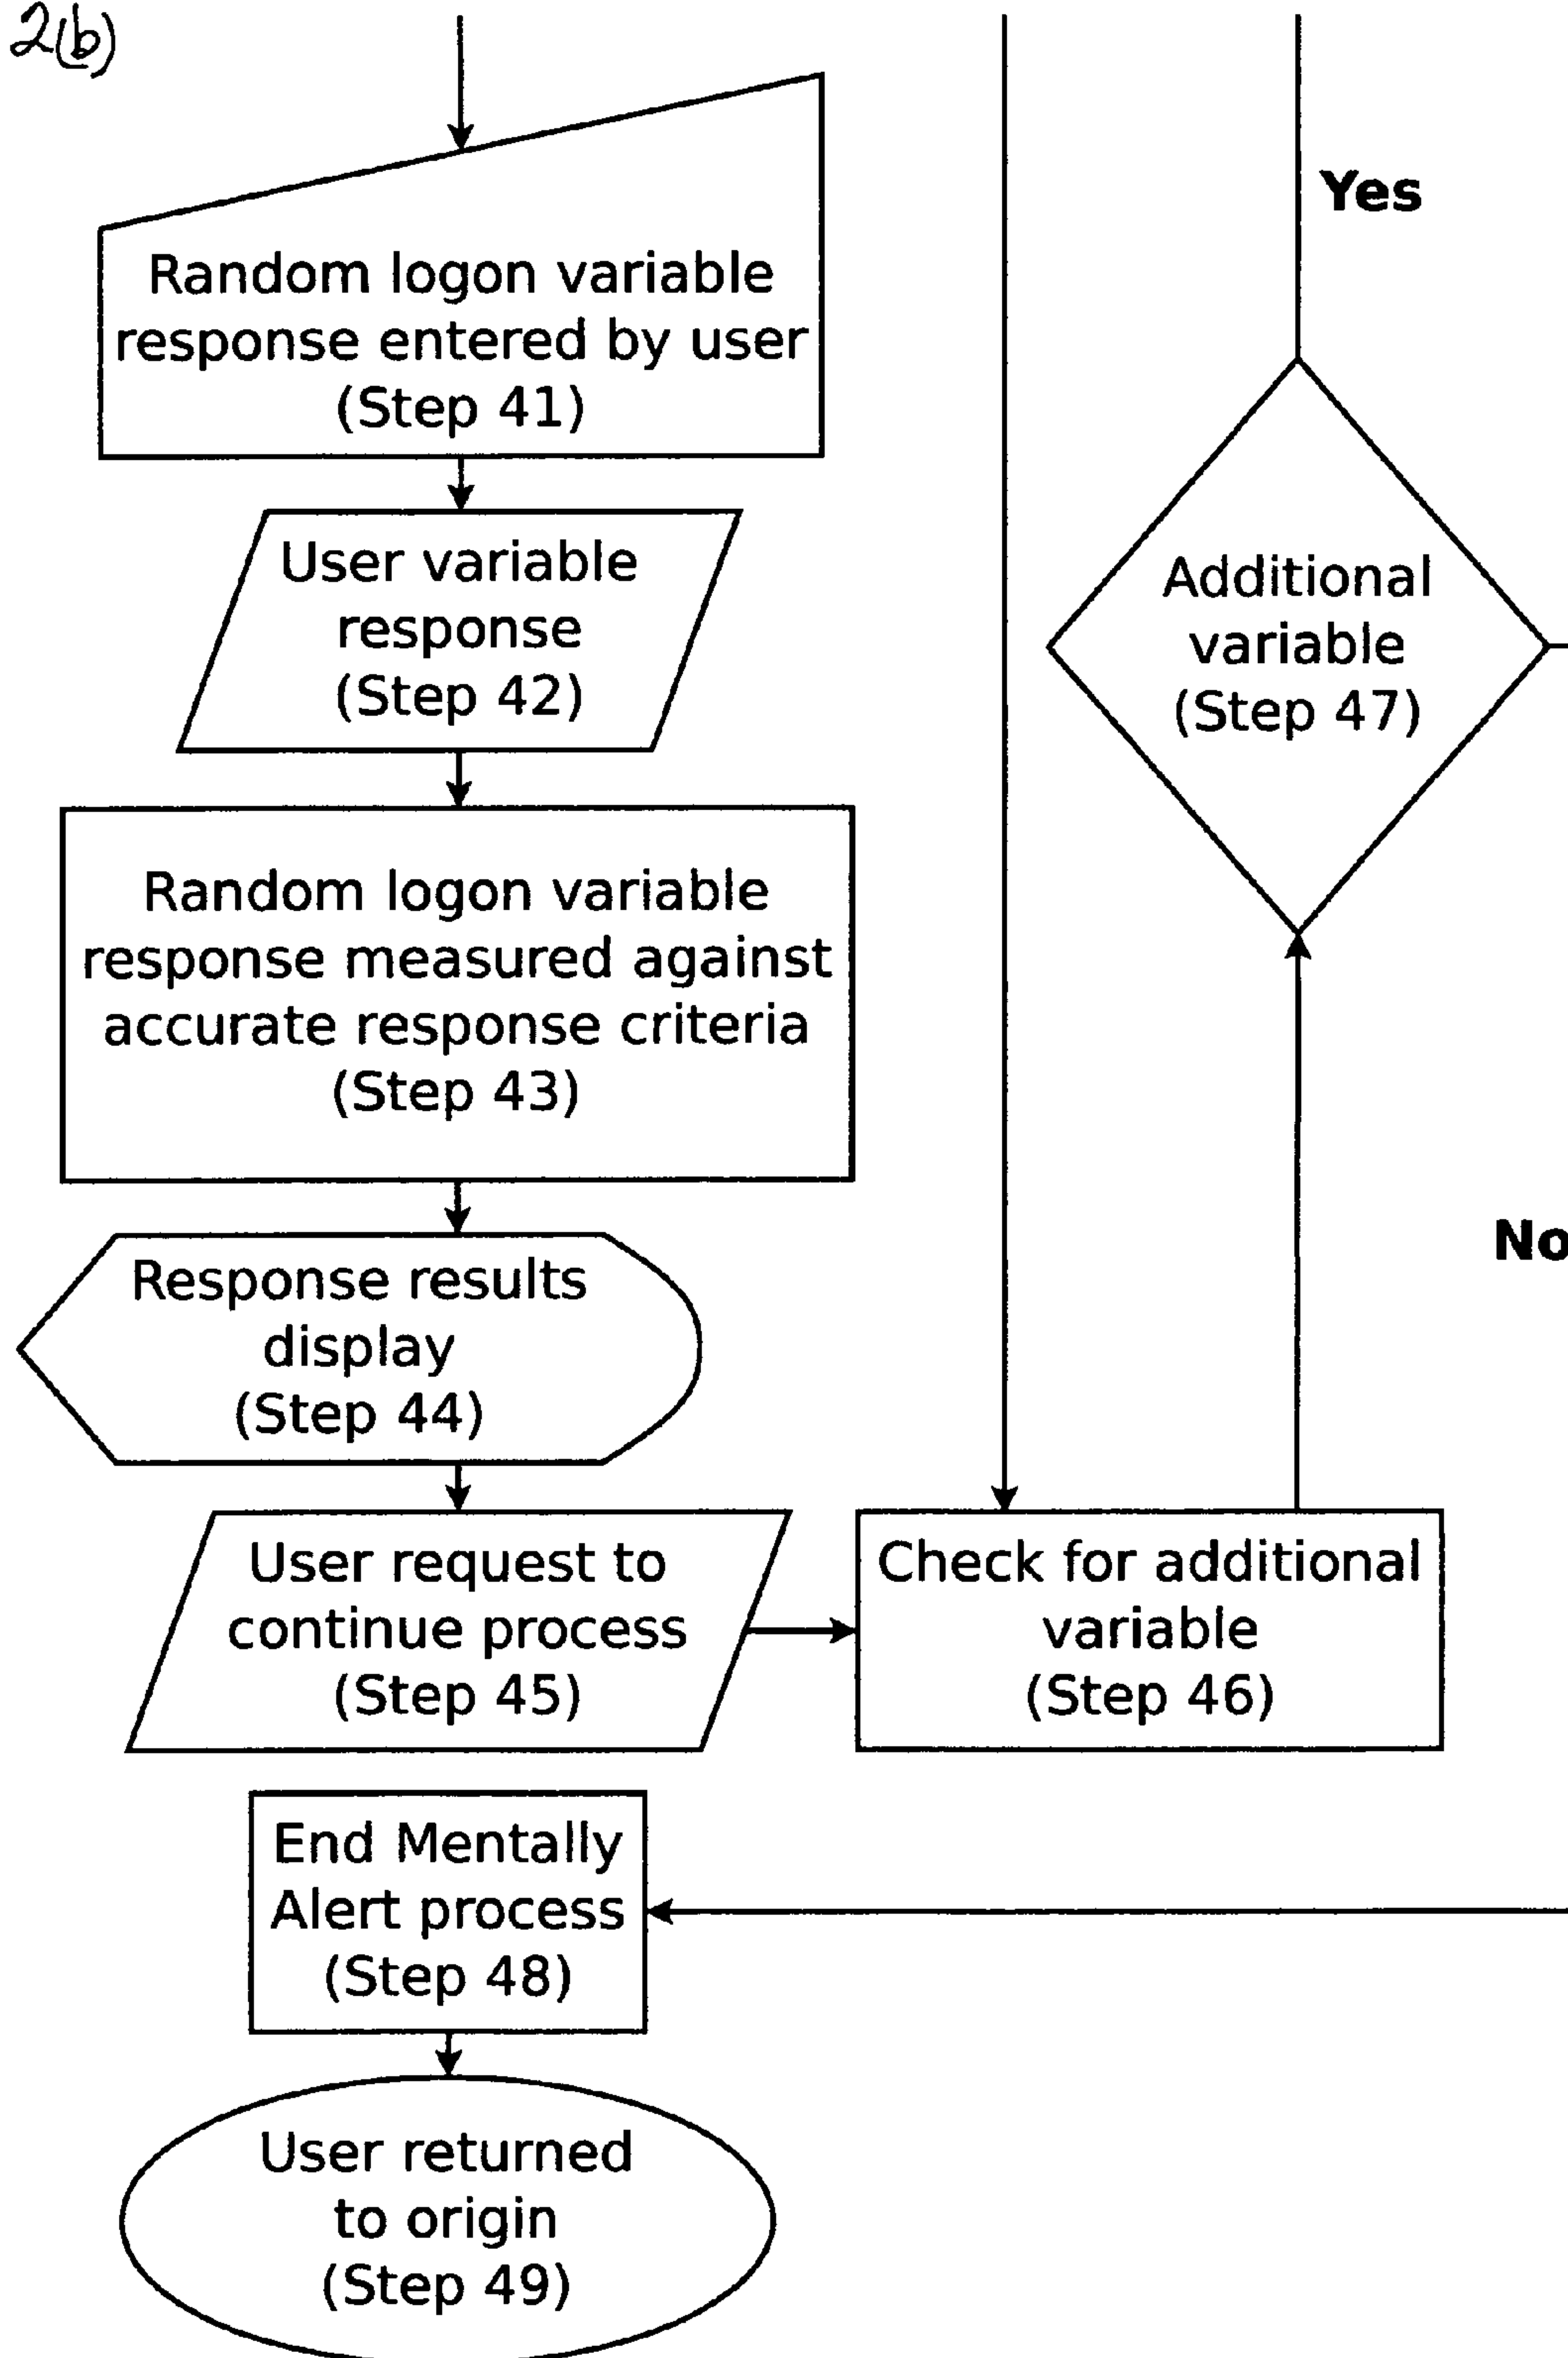 2(b)
Yes
Random logon variable
response entered by user
(Step 41)
User variable
response
(Step 42)
Additional
variable
(Step 47)
Random logon variable
response measured against
accurate response criteria
(Step 43)
No
Response results
display
(Step 44)
User request to
continue process
(Step 45)
Check for additional
variable
(Step 46)
End Mentally
Alert process
(Step 48)
User returned
to origin
(Step 49)